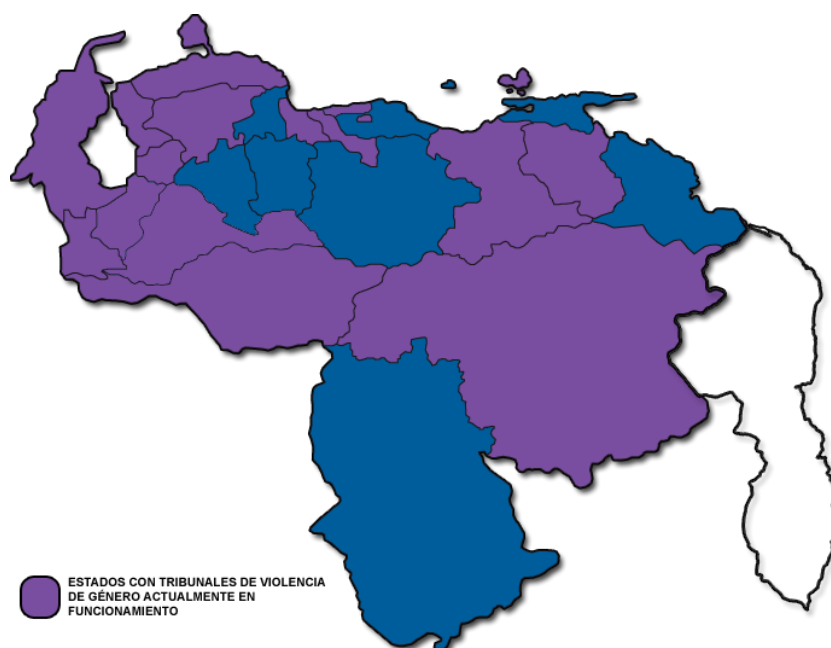 ESTADOS CON TRIBUNALES DE VIOLENCIA
DE GÉNERO ACTUALMENTE EN
FUNCIONAMIENTO